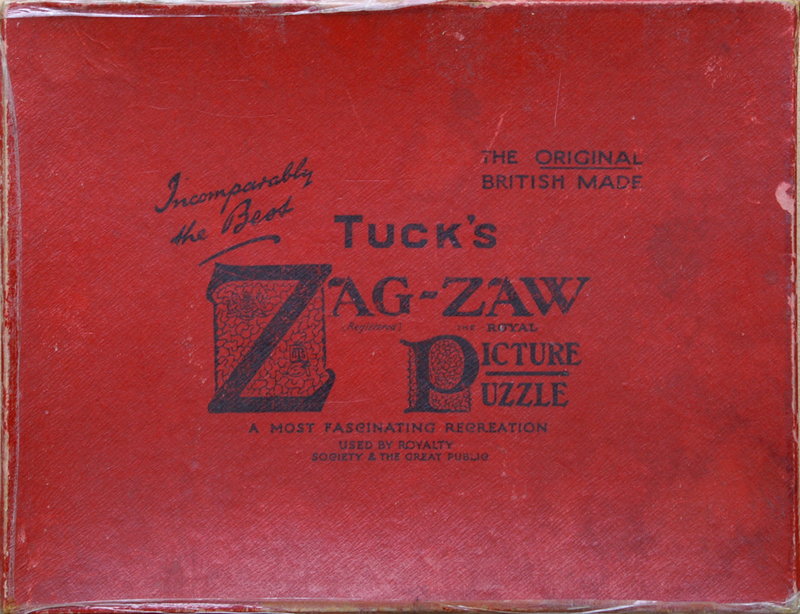 Incomparably
the Best
THE ORIGINAL
BRITISH MADE
TUCK'S
ZAG-ZAW
(Registered)
THE ROYAL
PICTURE
PUZZLE
A MOST FASCINATING RECREATION
USED BY ROYALTY
SOCIETY & THE GREAT PUBLIC